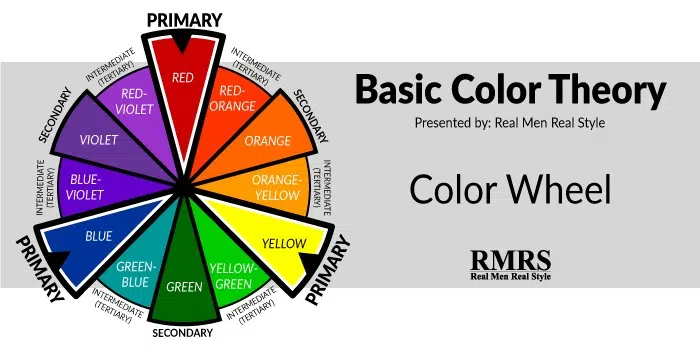 PRIMARY
INTERMEDIATE
(TERTIARY)
INTERMEDIATE
(TERTIARY)
RED
RED-
VIOLET
RED-
ORANGE
SECONDARY
SECONDARY
VIOLET
ORANGE
INTERMEDIATE
(TERTIARY)
INTERMEDIATE
(TERTIARY)
BLUE-
VIOLET
ORANGE-
YELLOW
BLUE
YELLOW
PRIMARY
PRIMARY
GREEN-
BLUE
GREEN
YELLOW-
GREEN
INTERMEDIATE
(TERTIARY)
INTERMEDIATE
(TERTIARY)
SECONDARY
Basic Color Theory
Presented by: Real Men Real Style
Color Wheel
RMRS
Real Men Real Style